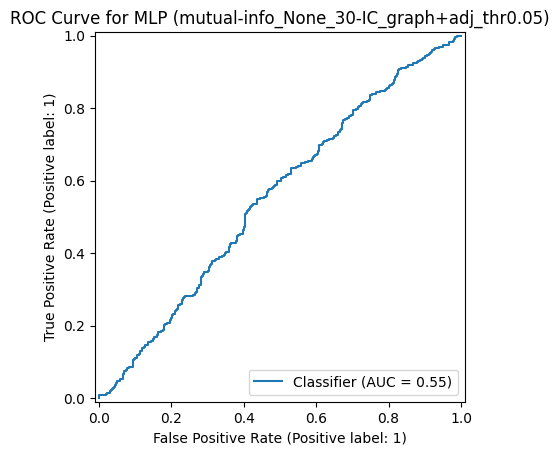 ROC Curve for MLP (mutual-info_None_30-IC_graph+adj_thr0.05)
True Positive Rate (Positive label: 1)
1.0
0.8
0.6
0.4
0.2
0.0
Classifier (AUC = 0.55)
0.0 0.2 0.4 0.6 0.8 1.0
False Positive Rate (Positive label: 1)